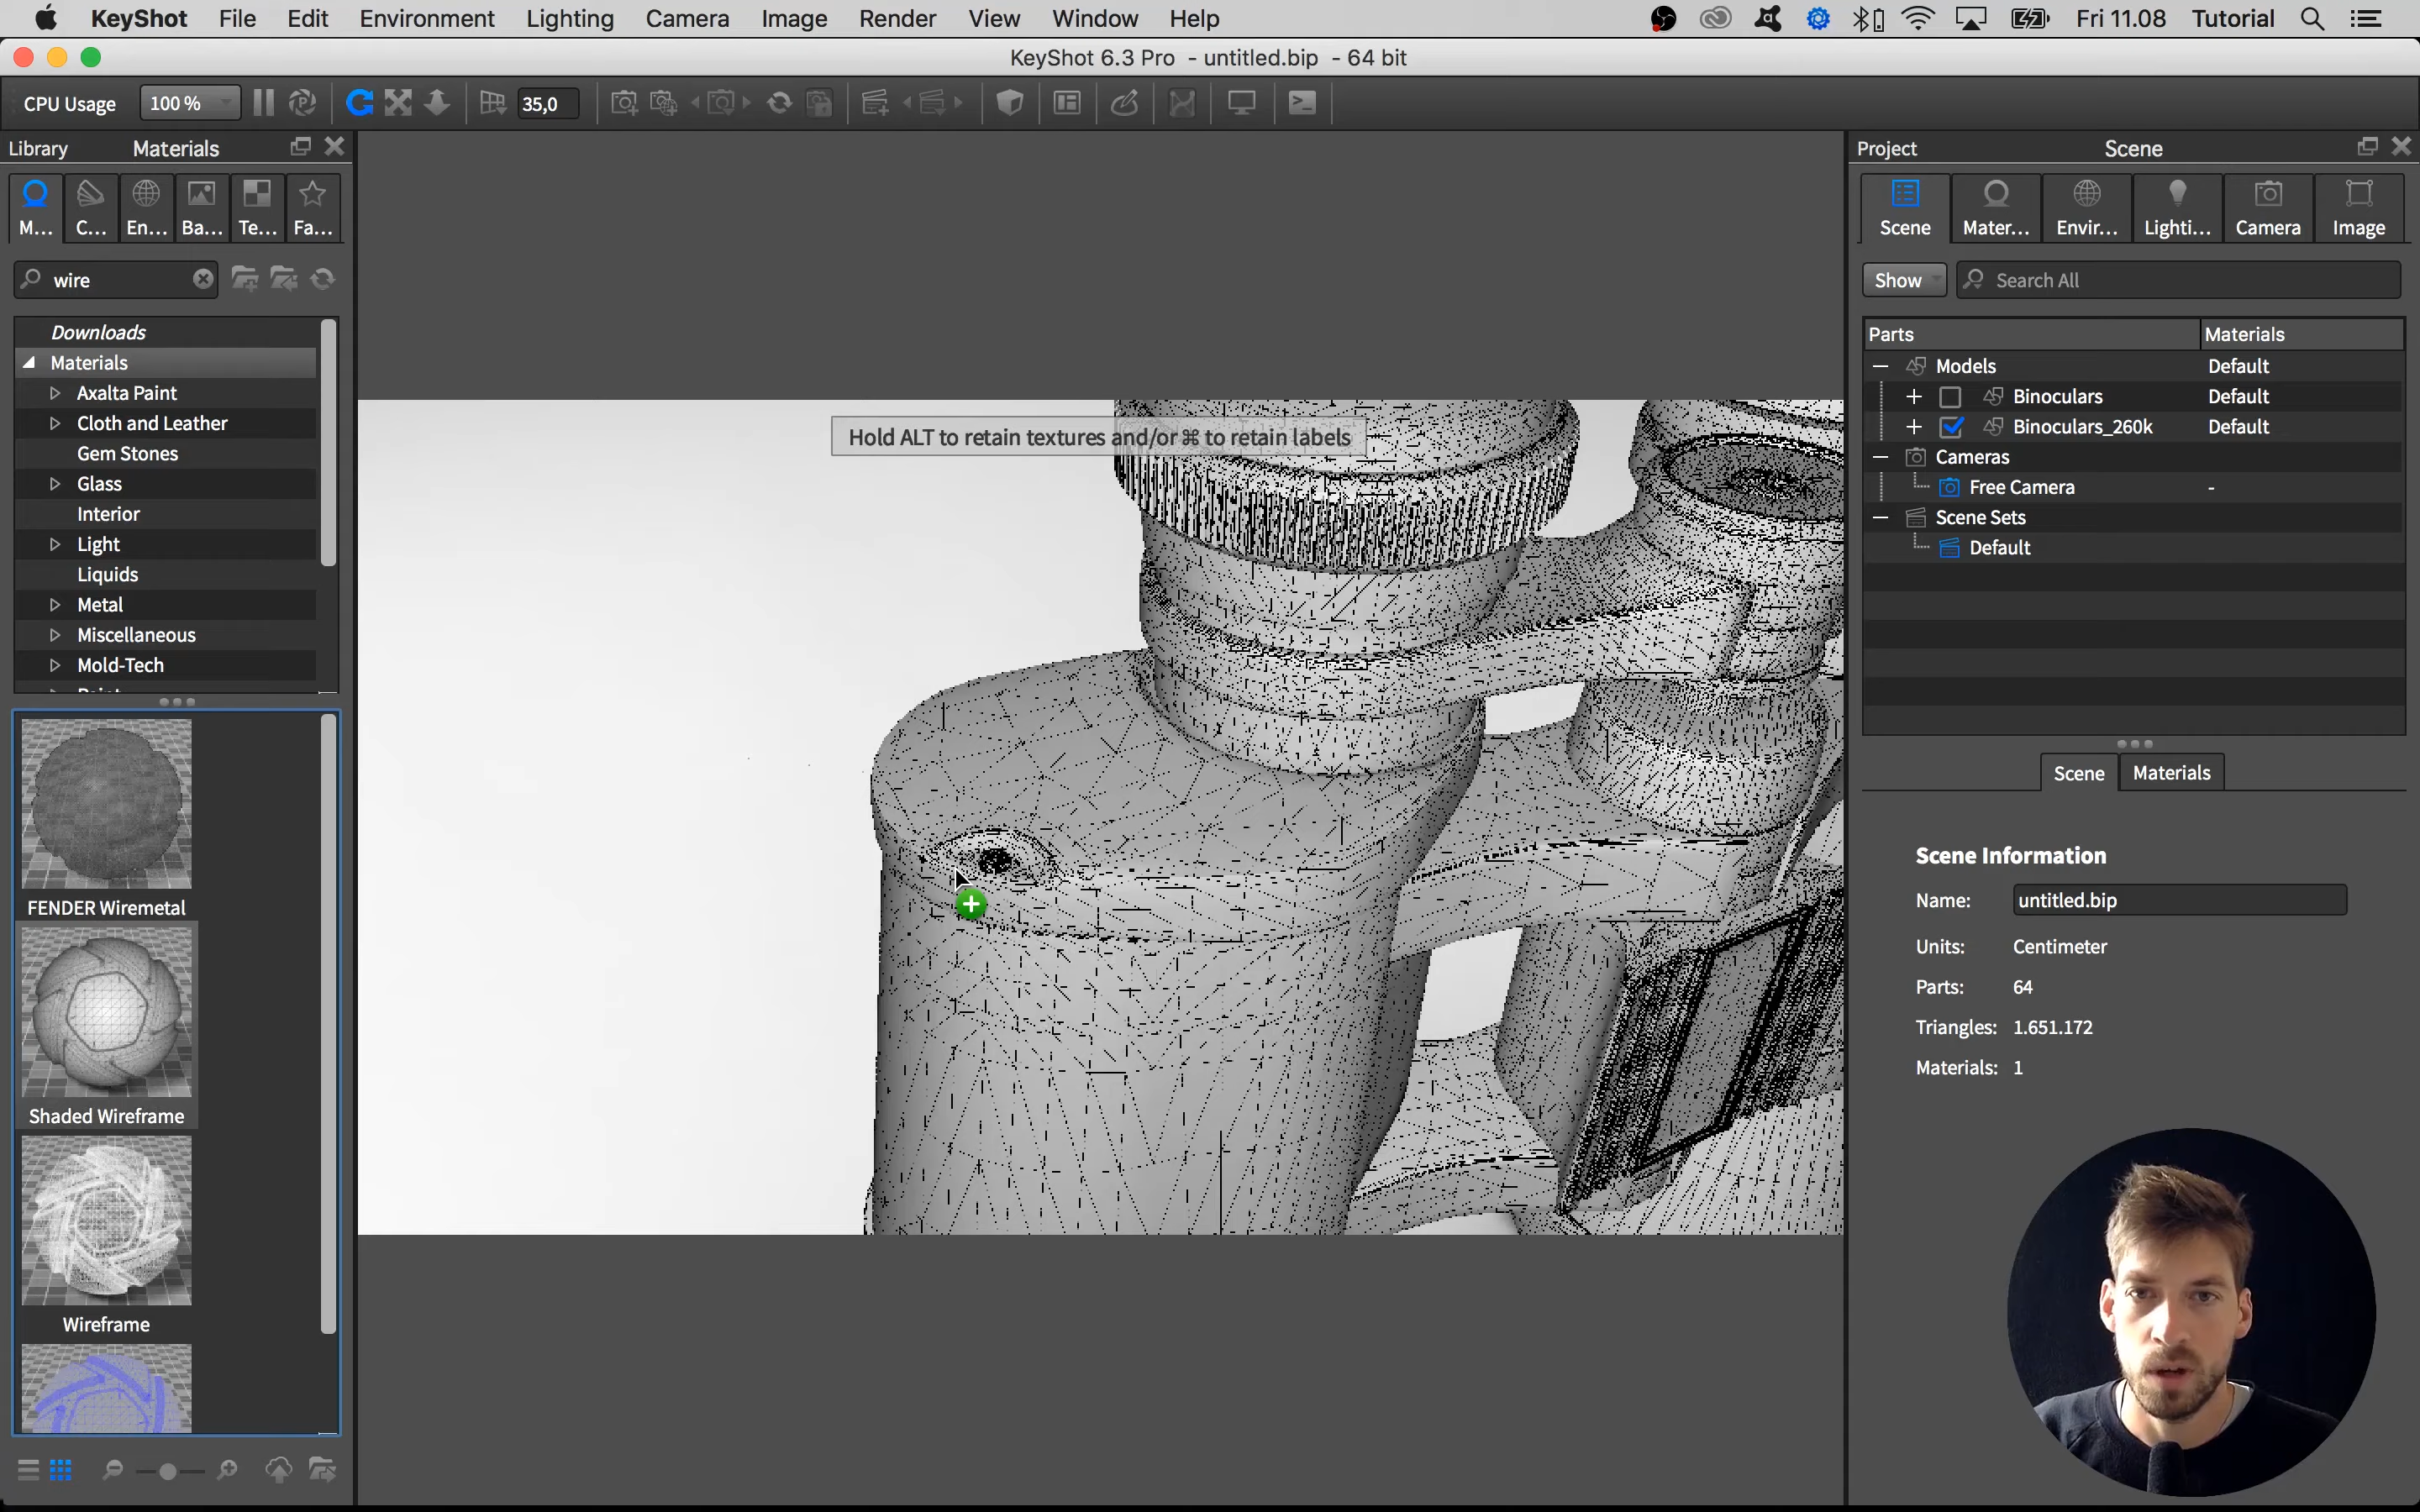 KeyShot File Edit Environment Lighting Camera Image Render View Window Help Fri 11.08 Tutorial
KeyShot 6.3 Pro - untitled.bip - 64 bit
CPU Usage 100 % 35,0
Library Materials
M... C... En... Ba... Te... Fa...
wire
Downloads
Materials
Axalta Paint
Cloth and Leather
Gem Stones
Glass
Interior
Light
Liquids
Metal
Miscellaneous
Mold-Tech
FENDER Wiremetal
Shaded Wireframe
Wireframe
Hold ALT to retain textures and/or ⌘ to retain labels
Project Scene
Scene Mater... Envir... Lighti... Camera Image
Show Search All
Parts Materials
Models Default
Binoculars Default
Binoculars_260k Default
Cameras
Free Camera -
Scene Sets
Default
Scene Materials
Scene Information
Name: untitled.bip
Units: Centimeter
Parts: 64
Triangles: 1.651.172
Materials: 1